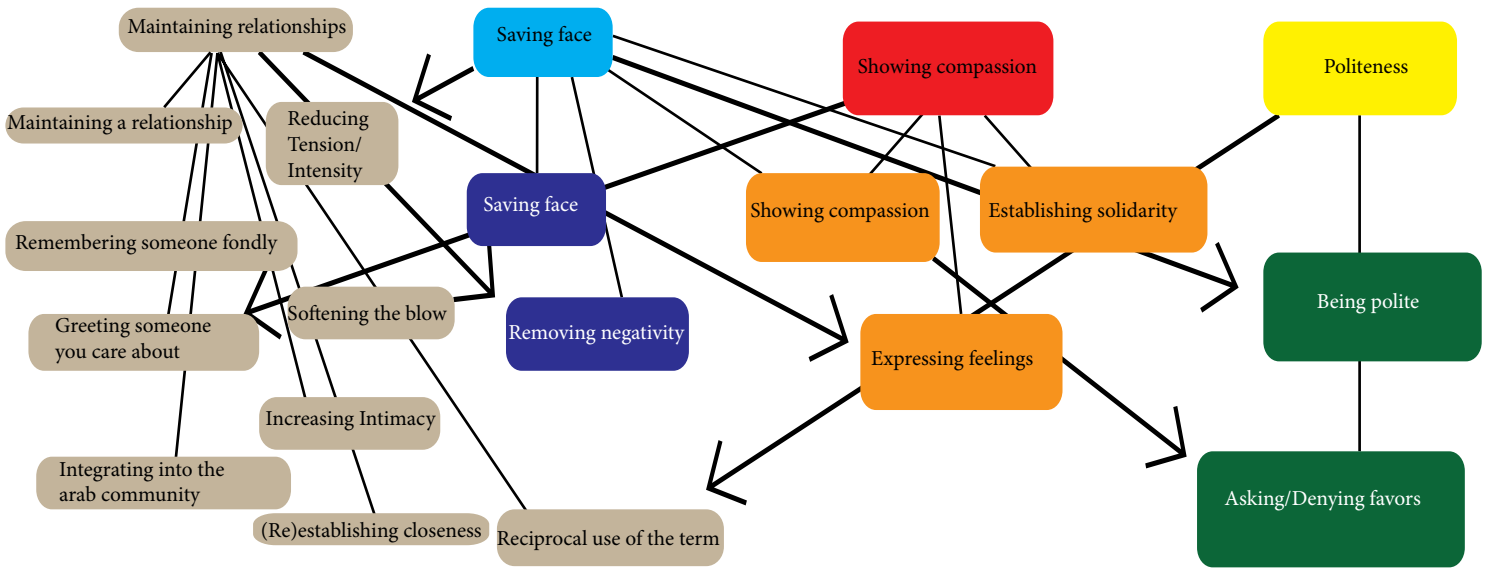 Maintaining relationships
Saving face
Showing compassion
Politeness
Maintaining a relationship
Reducing
Tension/
Intensity
Saving face
Showing compassion
Establishing solidarity
Remembering someone fondly
Being polite
Softening the blow
Greeting someone
you care about
Removing negativity
Expressing feelings
Increasing Intimacy
Integrating into the
arab community
Asking/Denying favors
(Re)establishing closeness
Reciprocal use of the term